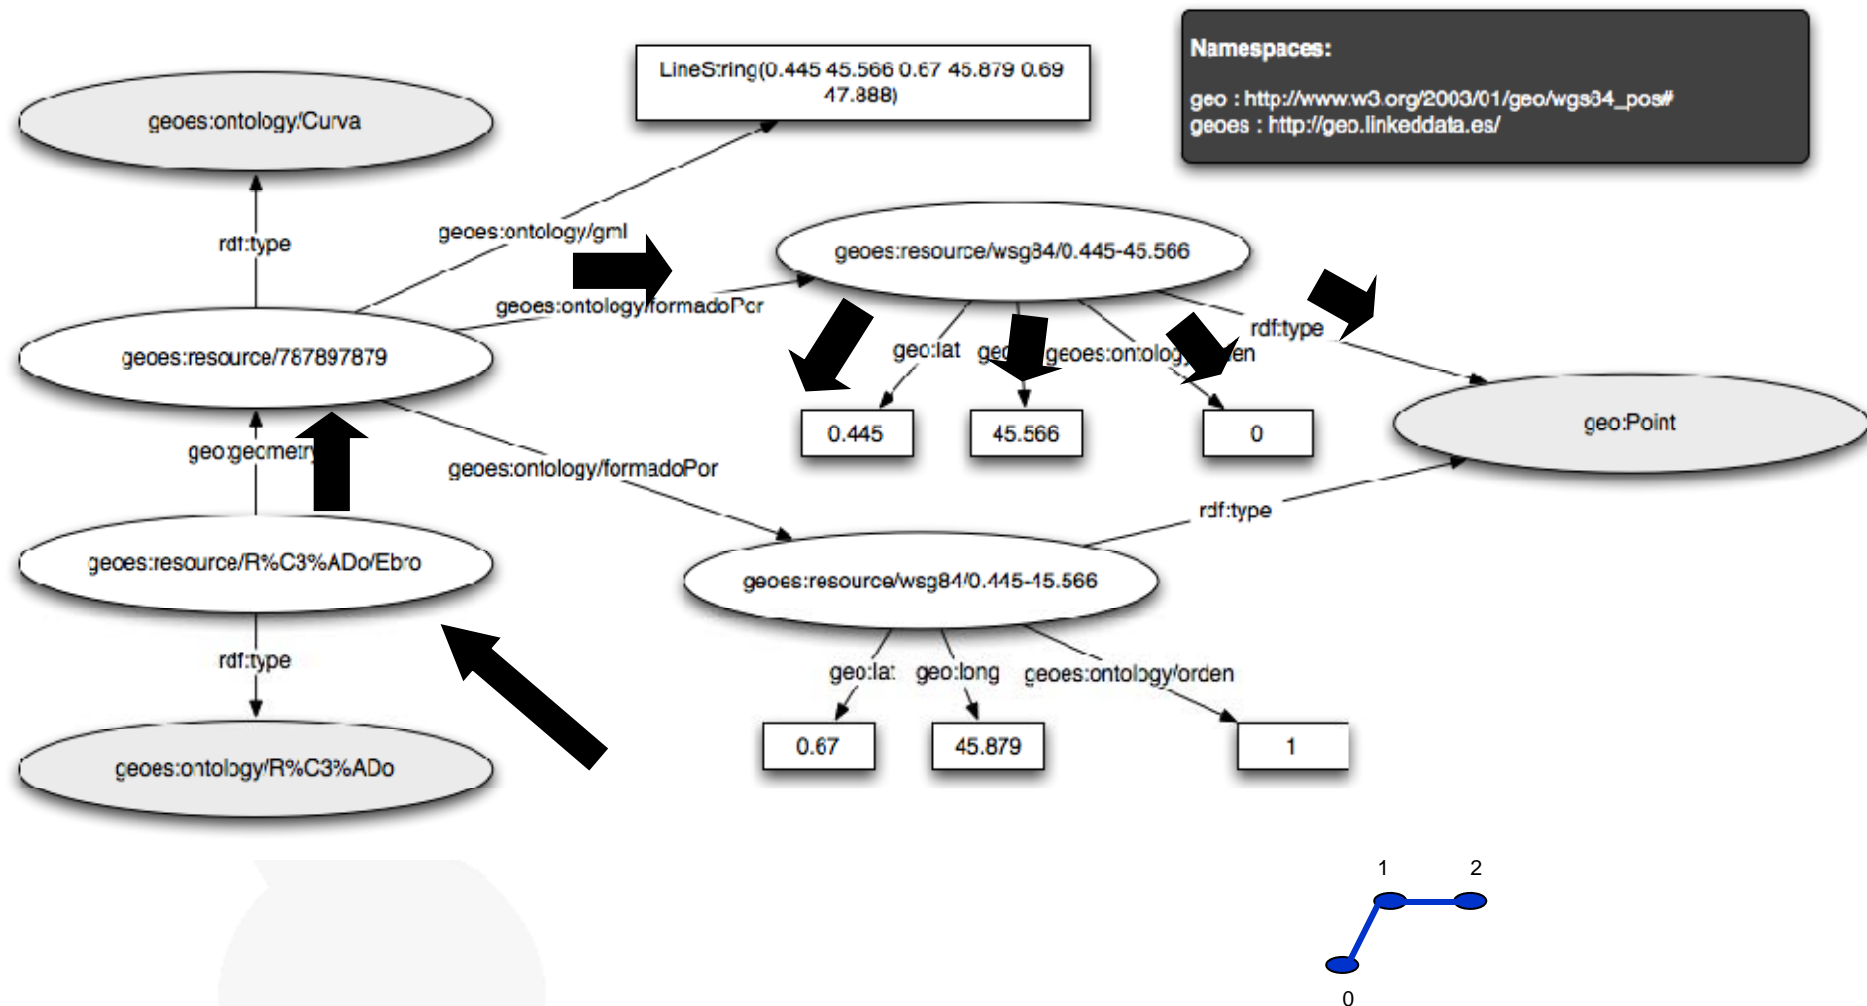 LineString(0.445 45.566 0.67 45.879 0.69
47.888)
Namespaces:
geo : http://www.w3.org/2003/01/geo/wgs84_pos#
geoes : http://geo.linkeddata.es/
geoes:ontology/Curva
rdf:type
geoes:ontology/gml
geoes:resource/wsg84/0.445-45.566
geoes:ontology/formadoPor
rdf:type
geoes:resource/787897879
geo:lat
geoes:ontology/
0.445
45.566
0
geo:Point
geo:geometry
geoes:ontology/formadoPor
rdf:type
geoes:resource/R%C3%ADo/Ebro
geoes:resource/wsg84/0.445-45.566
rdf:type
geo:lat
geo:long
geoes:ontology/orden
0.67
45.879
1
geoes:ontology/R%C3%ADo
1
2
0